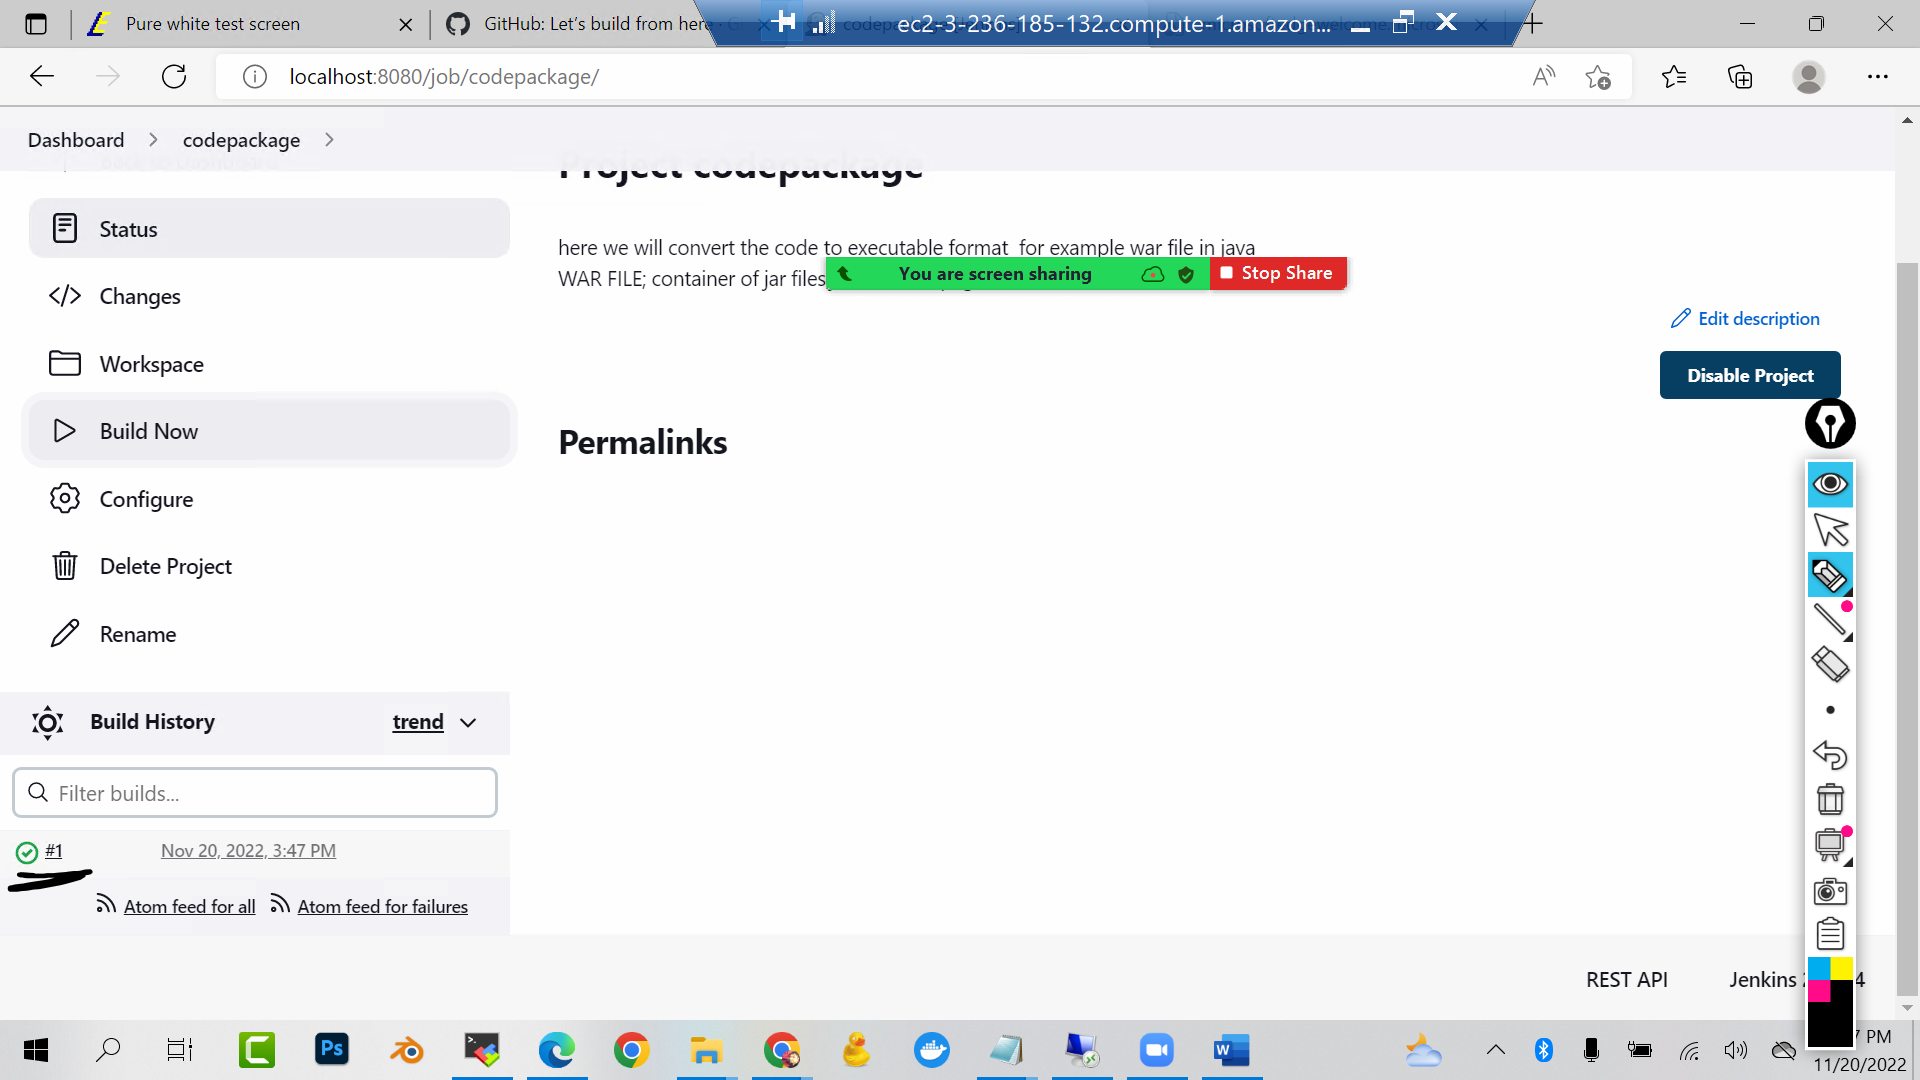 Pure white test screen
GitHub: Let's build from here · G
ec2-3-236-185-132.compute-1.amazon...
localhost:8080/job/codepackage/
Dashboard
codepackage
Project codepackage
Status
Changes
Workspace
Build Now
Configure
Delete Project
Rename
here we will convert the code to executable format for example war file in java
WAR FILE; container of jar files
You are screen sharing
Stop Share
Edit description
Disable Project
Permalinks
Build History
trend
Filter builds...
#1
Nov 20, 2022, 3:47 PM
Atom feed for all
Atom feed for failures
REST API
Jenkins
Ps
W
PM
11/20/2022